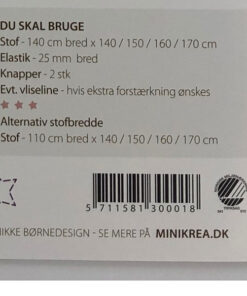 DU SKAL BRUGE
Stof - 140 cm bred x 140 / 150 / 160 / 170 cm
Elastik - 25 mm bred
Knapper - 2 stk
Evt. vliseline - hvis ekstra forstærkning ønskes
Alternativ stofbredde
Stof - 110 cm bred x 140 / 150 / 160 / 170 cm
5 711581 300018
IKKE BØRNEDESIGN - SE MERE PÅ MINIKREA.DK